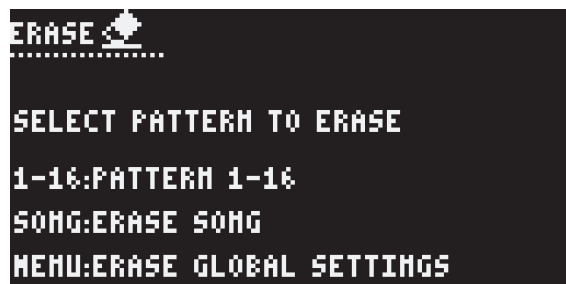 ERASE
SELECT PATTERN TO ERASE
1-16:PATTERN 1-16
SONG:ERASE SONG
MENU:ERASE GLOBAL SETTINGS